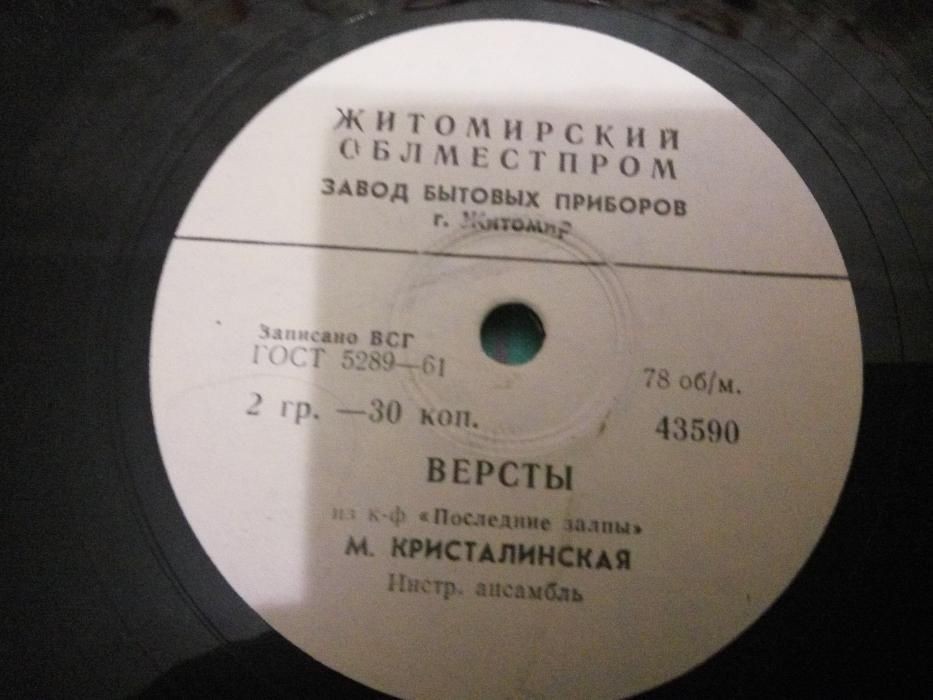 ЖИТОМИРСКИЙ
ОБЛМЕСТПРОМ
ЗАВОД БЫТОВЫХ ПРИБОРОВ
г. Житомир
Записано ВСГ
ГОСТ 5289—61
78 об/м.
2 гр. —30 коп.
43590
ВЕРСТЫ
из к-ф «Последние залпы»
М. КРИСТАЛИНСКАЯ
Инстр. ансамбль